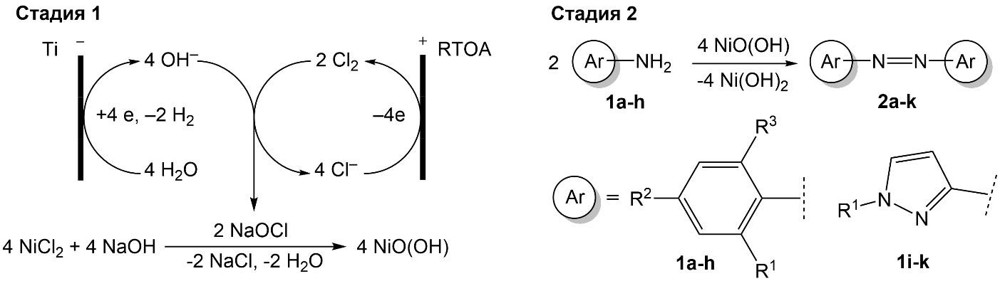 Стадия 1
Ti – + RTOA
4 OH– 2 Cl2
+4 e, –2 H2 –4e
4 H2O 4 Cl–
2 NaOCl
4 NiCl2 + 4 NaOH 4 NiO(OH)
-2 NaCl, -2 H2O
Стадия 2
2 Ar NH2 4 NiO(OH) Ar N N Ar
-4 Ni(OH)2
1a-h 2a-k
R3
Ar = R2
R1
1a-h
R1 N N
1i-k